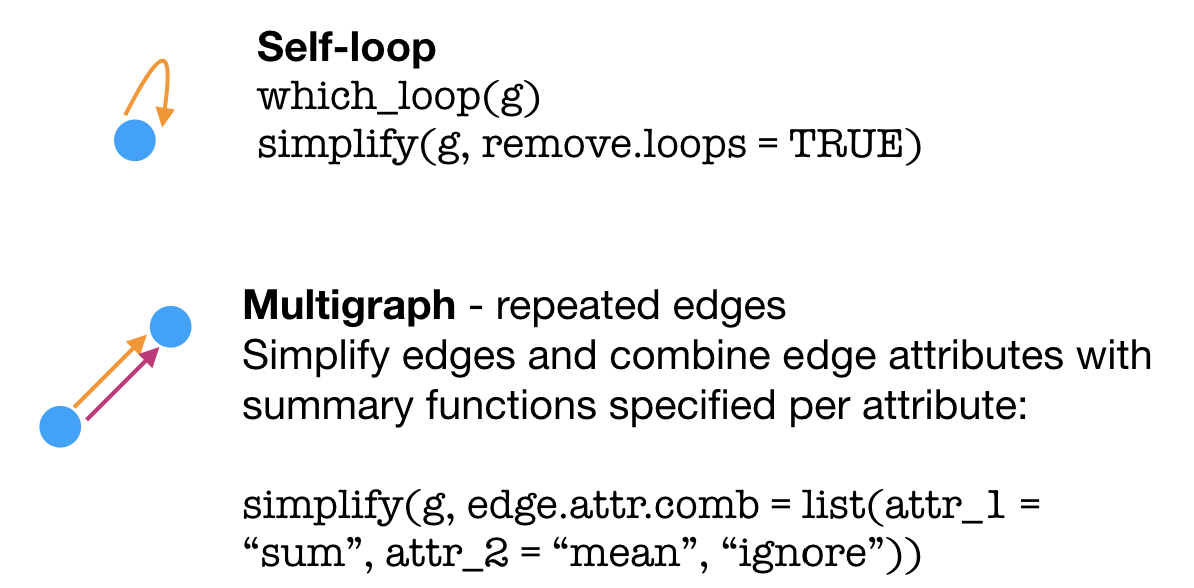 Self-loop
which_loop(g)
simplify(g, remove.loops = TRUE)
Multigraph - repeated edges
Simplify edges and combine edge attributes with
summary functions specified per attribute:
simplify(g, edge.attr.comb = list(attr_1 =
“sum”, attr_2 = “mean”, “ignore”))